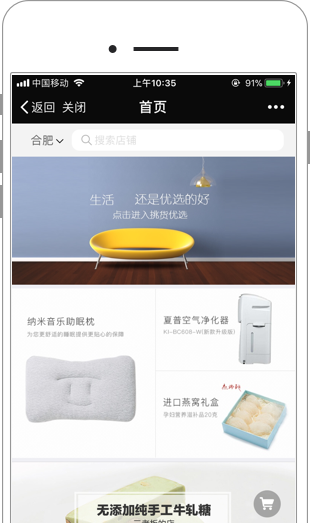 中国移动 上午10:35 91%
返回 关闭 首页
合肥 搜索店铺
生活 还是优选的好
点击进入挑货优选
纳米音乐助眠枕
为您更舒适的睡眠提供更贴心的保障
夏普空气净化器
KI-BC608-W(新款升级版)
进口燕窝礼盒
孕妇营养滋补品20克
无添加纯手工牛轧糖